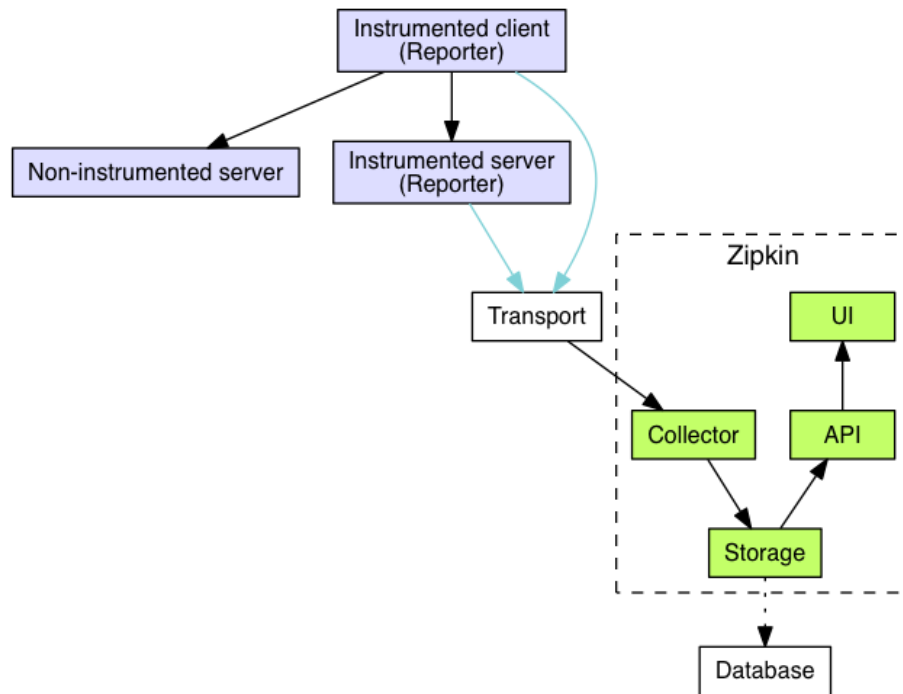 Instrumented client
(Reporter)
Non-instrumented server
Instrumented server
(Reporter)
Zipkin
Transport
UI
Collector
API
Storage
Database